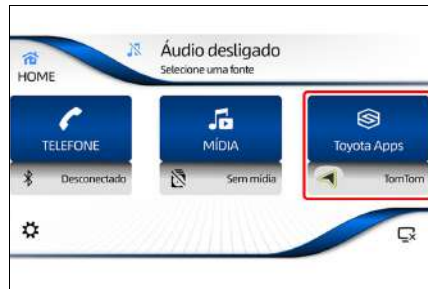 Áudio desligado
Selecione uma fonte
HOME
TELEFONE
MÍDIA
Toyota Apps
Desconectado
Sem mídia
TomTom